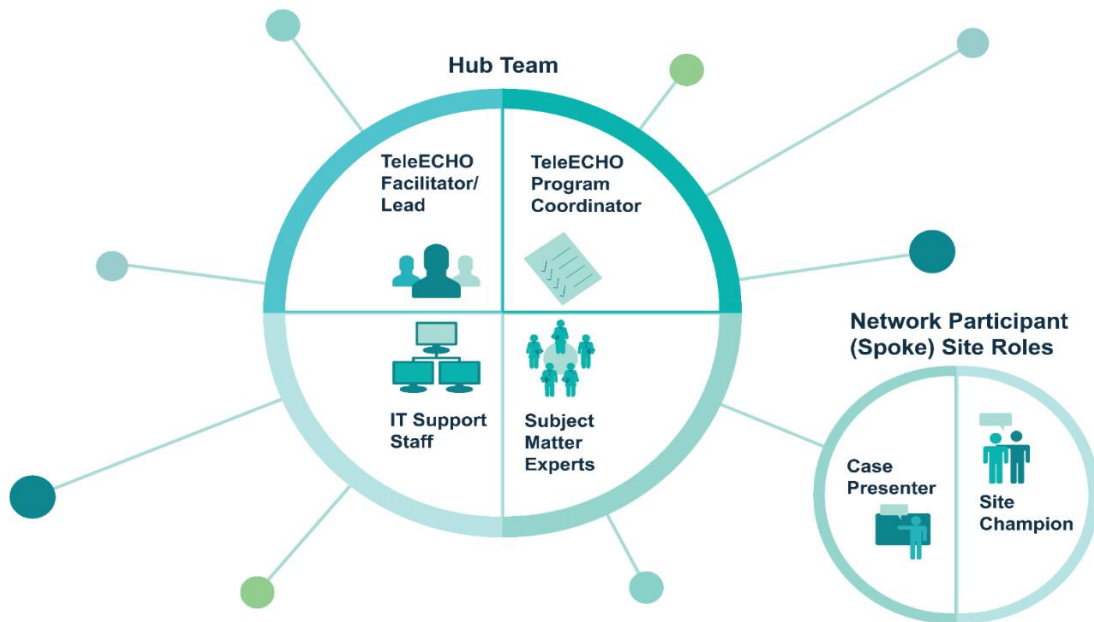 Hub Team
TeleECHO
Facilitator/
Lead
TeleECHO
Program
Coordinator
IT Support
Staff
Subject
Matter
Experts
Network Participant
(Spoke) Site Roles
Case
Presenter
Site
Champion